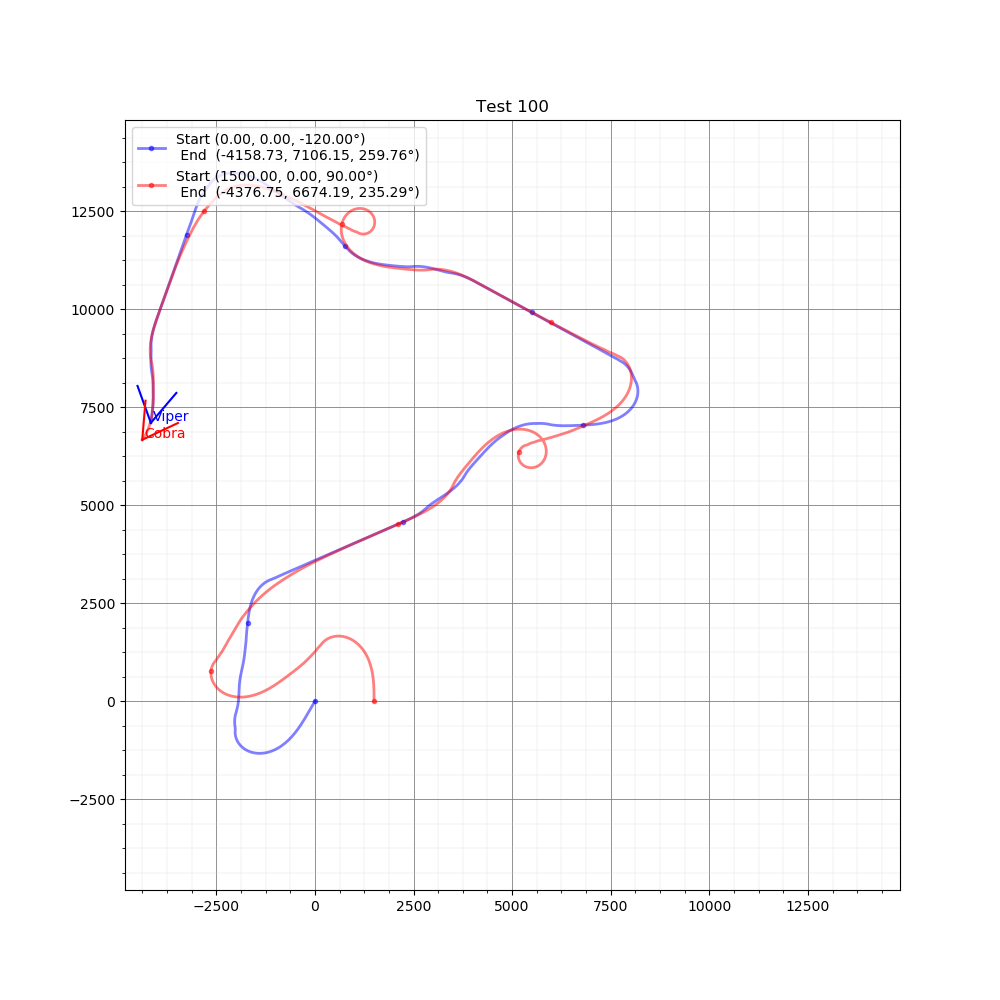 Test 100
Start (0.00, 0.00, -120.00°)
End (-4158.73, 7106.15, 259.76°)
Start (1500.00, 0.00, 90.00°)
End (-4376.75, 6674.19, 235.29°)
12500
10000
7500
5000
2500
0
−2500
Viper
Cobra
−2500 0 2500 5000 7500 10000 12500